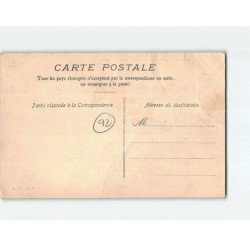 CARTE POSTALE
Tous les pays étrangers n'acceptent pas la correspondance au recto
(se renseigner à la poste)
Partie réservée à la Correspondance
Adresse du destinataire
92
M